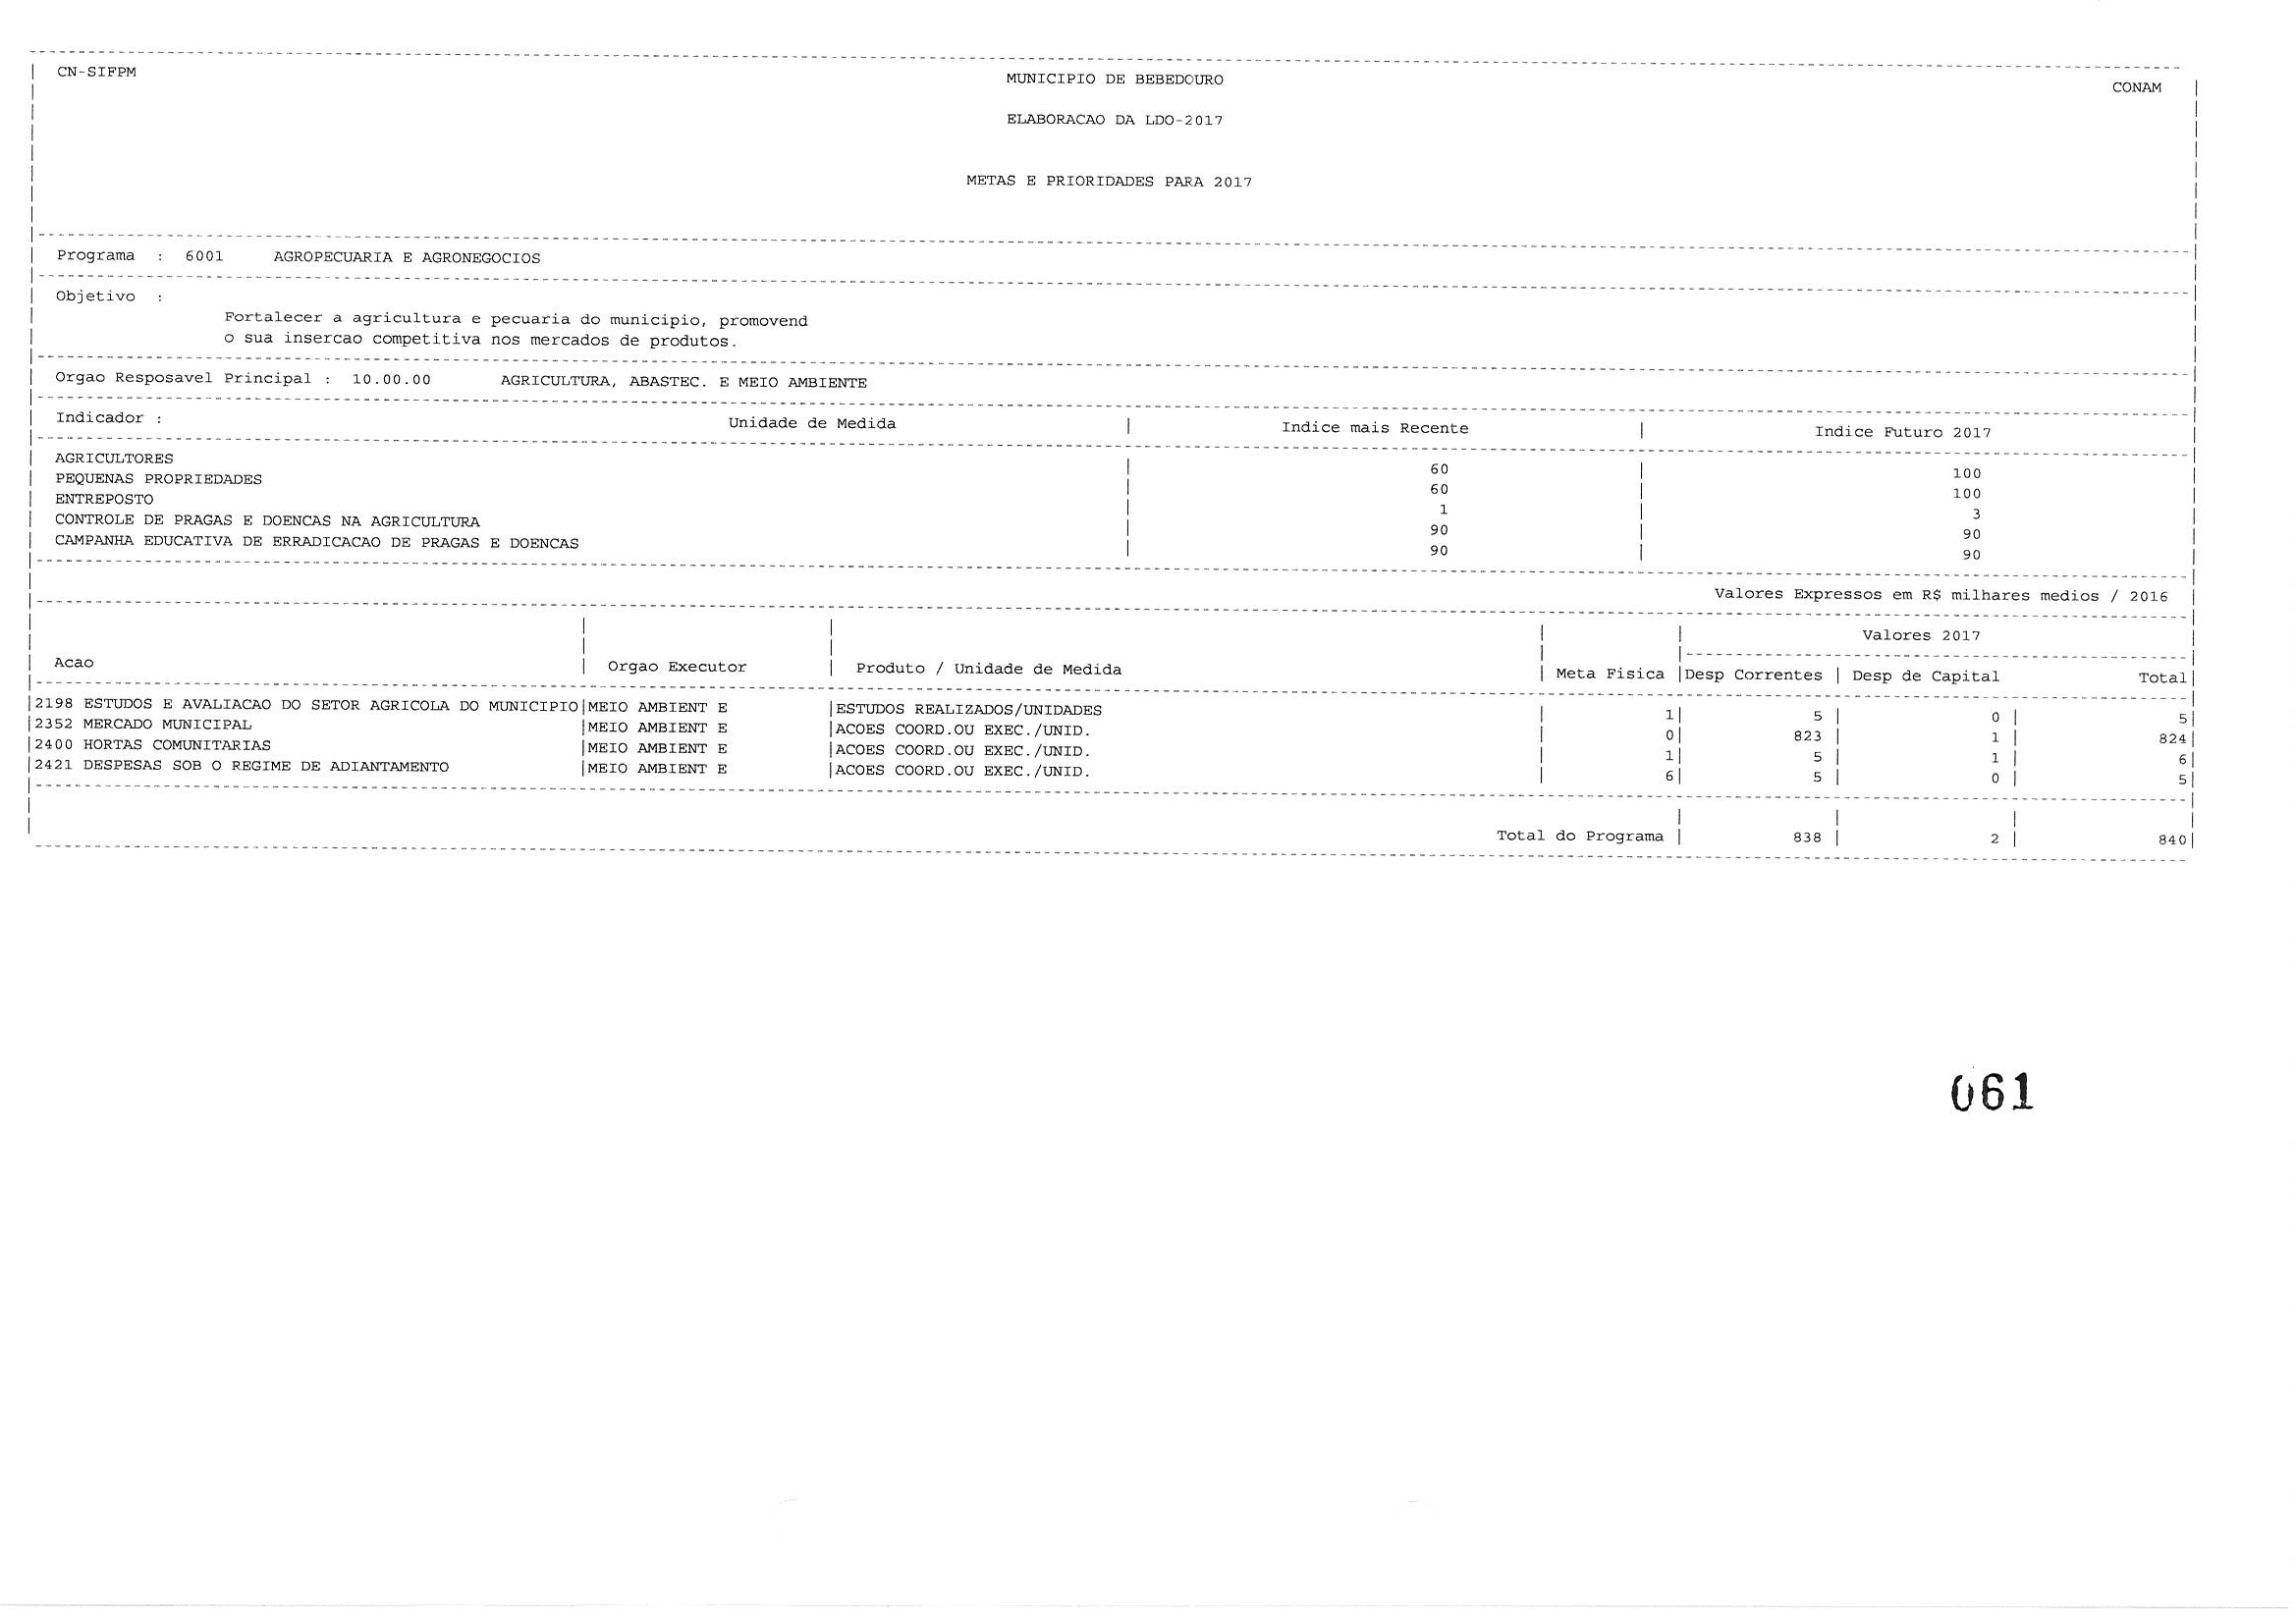 CN-SIFPM MUNICIPIO DE BEBEDOURO CONAM
ELABORACAO DA LDO-2017
METAS E PRIORIDADES PARA 2017
Programa : 6001 AGROPECUARIA E AGRONEGOCIOS
Objetivo :
Fortalecer a agricultura e pecuaria do municipio, promovend
o sua insercao competitiva nos mercados de produtos.
Orgao Resposavel Principal : 10.00.00 AGRICULTURA, ABASTEC. E MEIO AMBIENTE
Indicador : Unidade de Medida | Indice mais Recente | Indice Futuro 2017
AGRICULTORES | 60 | 100
PEQUENAS PROPRIEDADES | 60 | 100
ENTREPOSTO | 1 | 3
CONTROLE DE PRAGAS E DOENCAS NA AGRICULTURA | 90 | 90
CAMPANHA EDUCATIVA DE ERRADICACAO DE PRAGAS E DOENCAS | 90 | 90
Valores Expressos em R$ milhares medios / 2016
Valores 2017
Acao | Orgao Executor | Produto / Unidade de Medida | Meta Fisica |Desp Correntes | Desp de Capital Total|
|2198 ESTUDOS E AVALIACAO DO SETOR AGRICOLA DO MUNICIPIO|MEIO AMBIENT E |ESTUDOS REALIZADOS/UNIDADES | 1| 5 | 0 | 5|
|2352 MERCADO MUNICIPAL |MEIO AMBIENT E |ACOES COORD.OU EXEC./UNID. | 0| 823 | 1 | 824|
|2400 HORTAS COMUNITARIAS |MEIO AMBIENT E |ACOES COORD.OU EXEC./UNID. | 1| 5 | 1 | 6|
|2421 DESPESAS SOB O REGIME DE ADIANTAMENTO |MEIO AMBIENT E |ACOES COORD.OU EXEC./UNID. | 6| 5 | 0 | 5|
Total do Programa | 838 | 2 | 840|
061